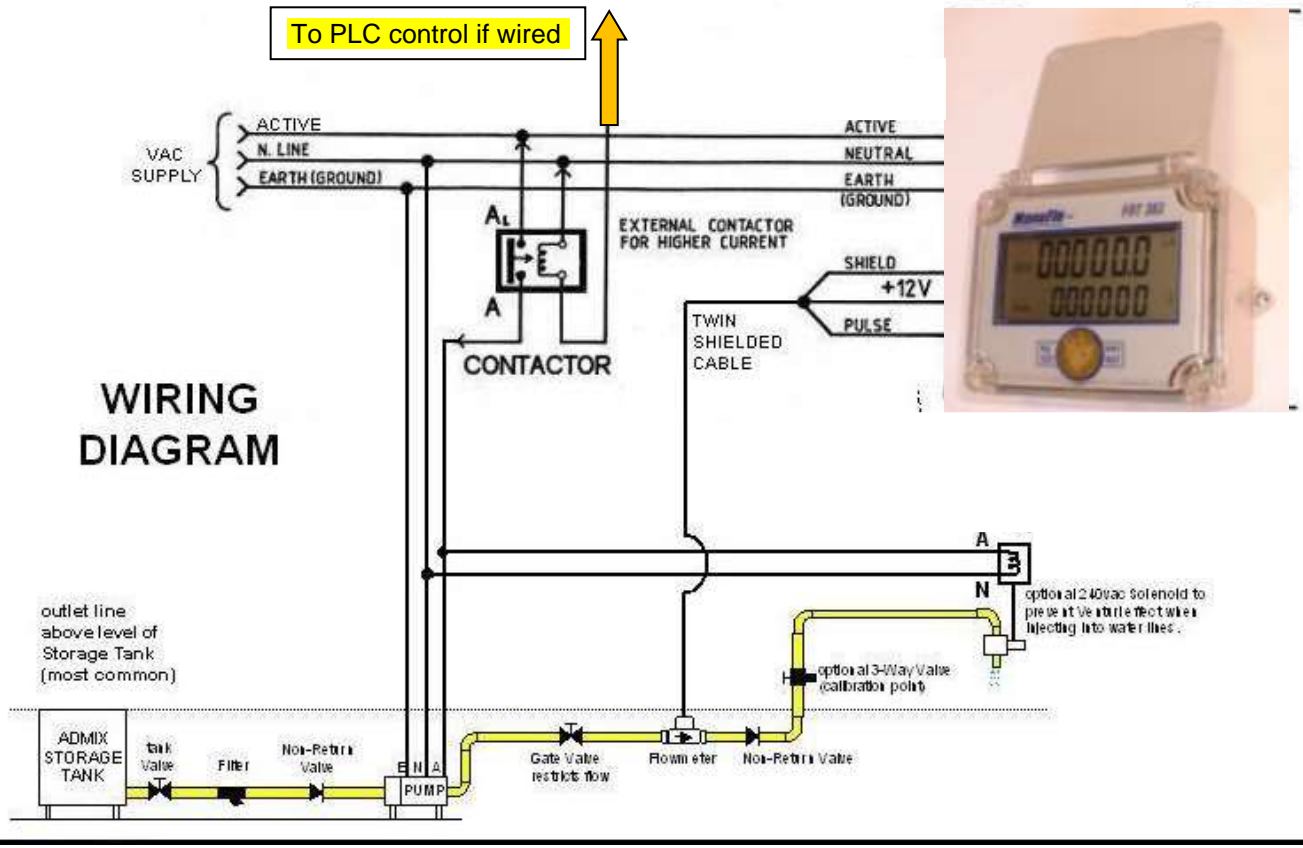 To PLC control if wired
ACTIVE
N. LINE
EARTH (GROUND)
VAC
SUPPLY
ACTIVE
NEUTRAL
EARTH
(GROUND)
A₁
A
EXTERNAL CONTACTOR
FOR HIGHER CURRENT
CONTACTOR
SHIELD
+12V
PULSE
TWIN
SHIELDED
CABLE
000000.0
000000
WIRING
DIAGRAM
A
N
optional 240vac Solenoid to
prevent Venturi effect when
injecting into water lines.
outlet line
above level of
Storage Tank
(most common)
optional 3-Way Valve
(calibration point)
ADMIX
STORAGE
TANK
tank
Valve
Filter
Non-Return
Valve
E N A
PUMP
Gate Valve
restricts flow
Flowmeter
Non-Return Valve